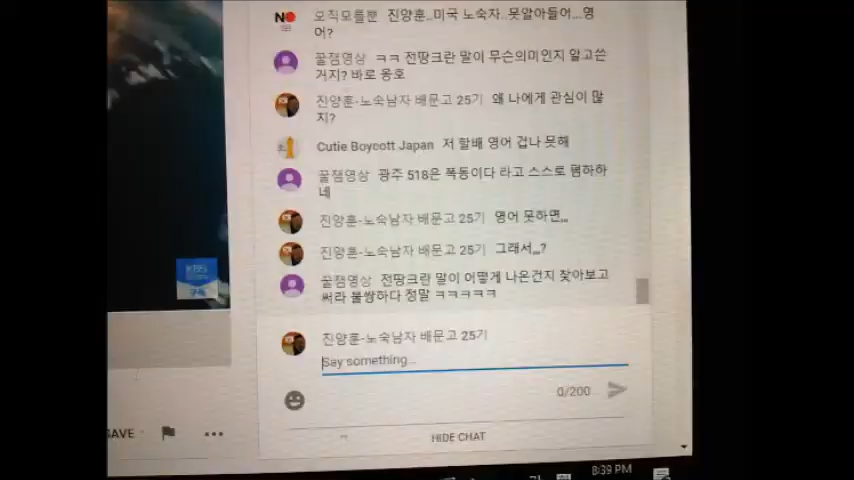 오직모를뿐 진양훈..미국 노숙자..못알아들어....영
어?
꿀잼영상 ㅋㅋ 전땅크란 말이 무슨의미인지 알고쓴
거지? 바로 옹호
진양훈-노숙남자 배문고 25기 왜 나에게 관심이 많
지?
Cutie Boycott Japan 저 할배 영어 겁나 못해
꿀잼영상 광주 518은 폭동이다 라고 스스로 폄하하
네
진양훈-노숙남자 배문고 25기 영어 못하면,,,
진양훈-노숙남자 배문고 25기 그래서,,,?
꿀잼영상 전땅크란 말이 어떻게 나온건지 찾아보고
써라 불쌍하다 정말 ㅋㅋㅋㅋㅋ
KBS
구독
진양훈-노숙남자 배문고 25기
Say something...
0/200
AVE
HIDE CHAT
8:39 PM